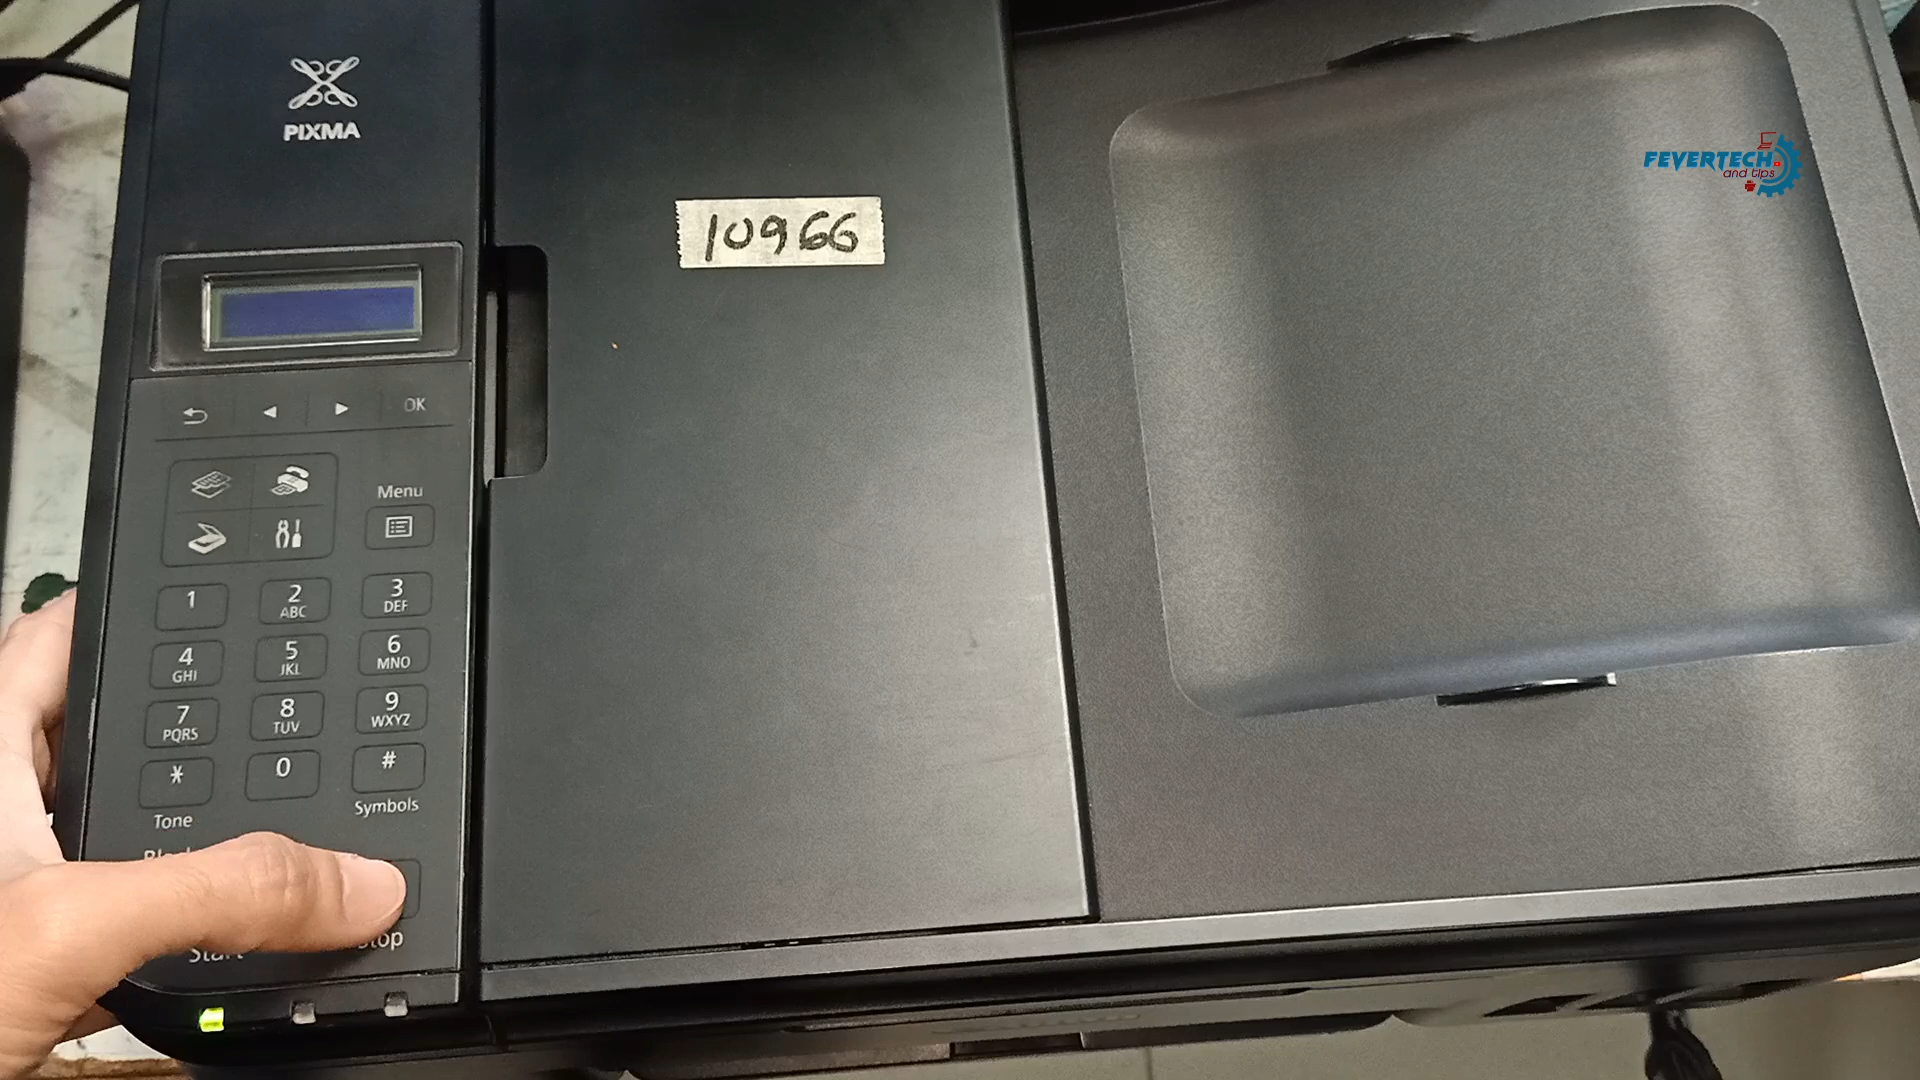 PIXMA
FEVERTECH
and tips
10966
OK
Menu
1
2
ABC
3
DEF
4
GHI
5
JKL
6
MNO
7
PQRS
8
TUV
9
WXYZ
*
0
#
Tone
Symbols
Start